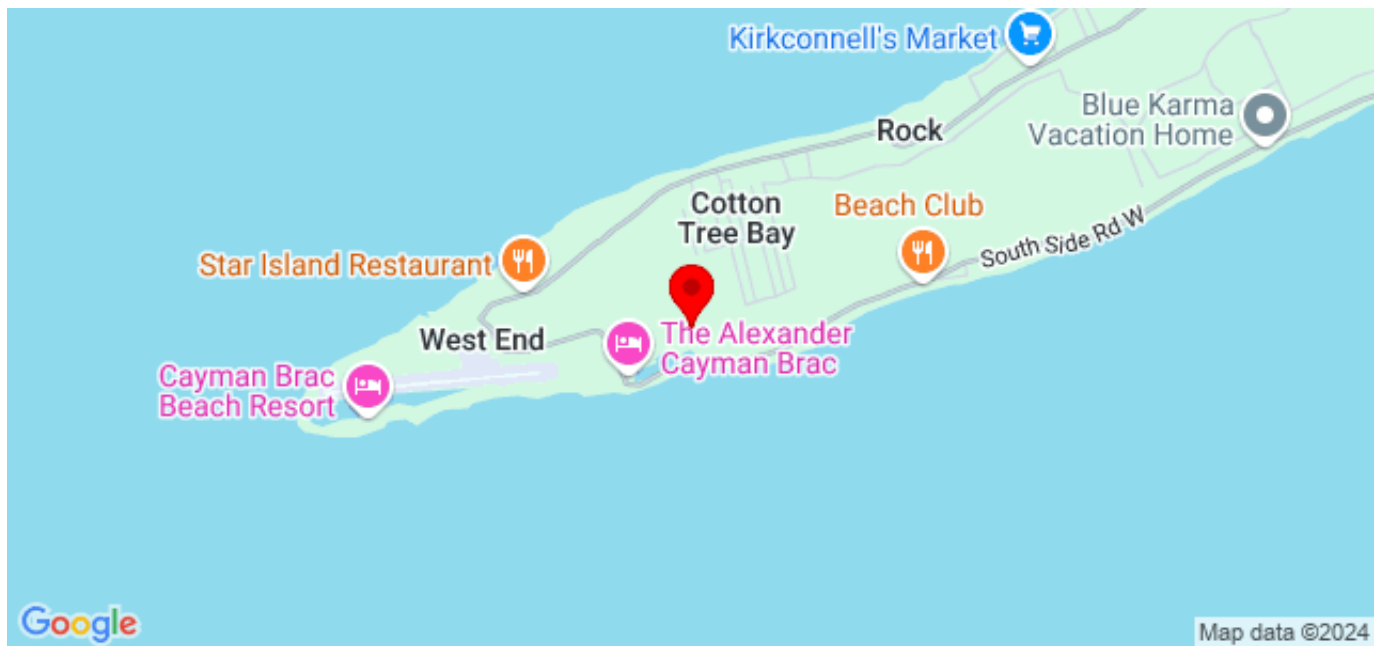 Kirkconnell's Market
Blue Karma
Vacation Home
Rock
Cotton
Tree Bay
Beach Club
South Side Rd W
Star Island Restaurant
West End
The Alexander
Cayman Brac
Cayman Brac
Beach Resort
Google
Map data ©2024